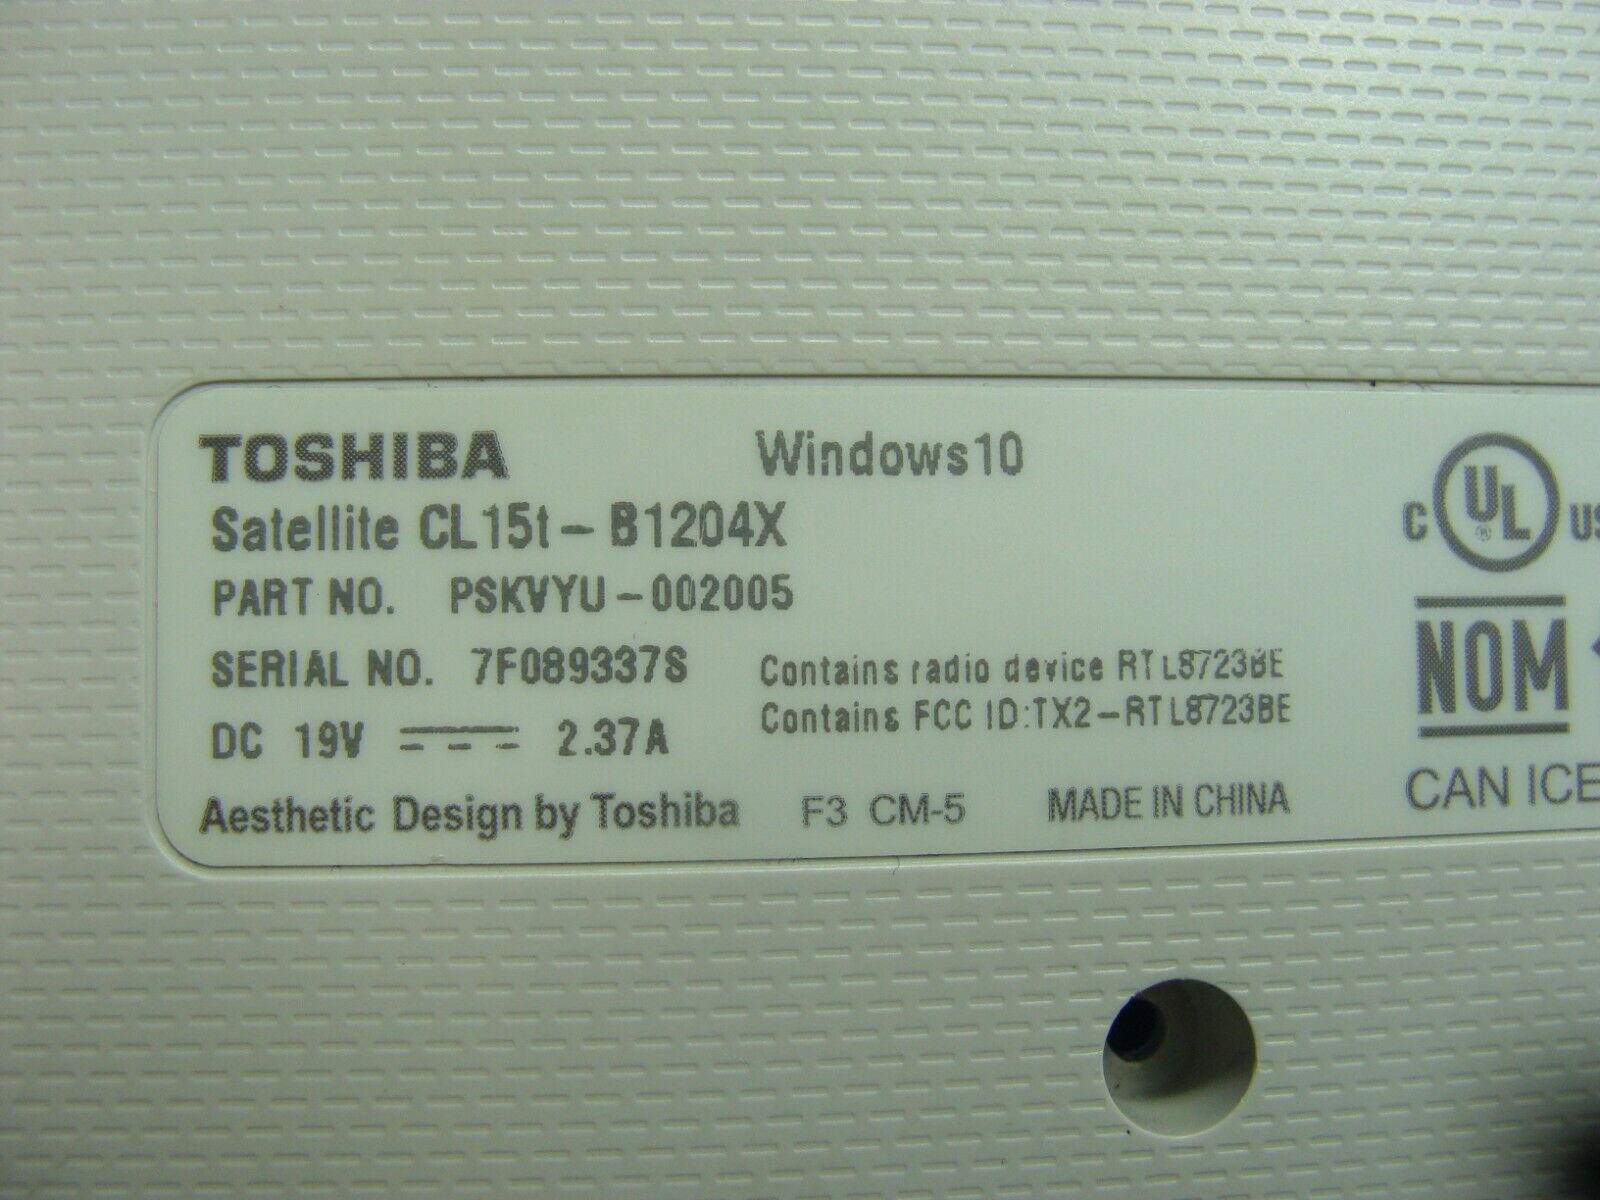 TOSHIBA Windows10
Satellite CL15t-B1204X
PART NO. PSKVYU-002005
SERIAL NO. 7F089337S
Contains radio device RTL8723BE
Contains FCC ID:TX2-RTL8723BE
DC 19V 2.37A
Aesthetic Design by Toshiba F3 CM-5 MADE IN CHINA
C UL® US
NOM
CAN ICE